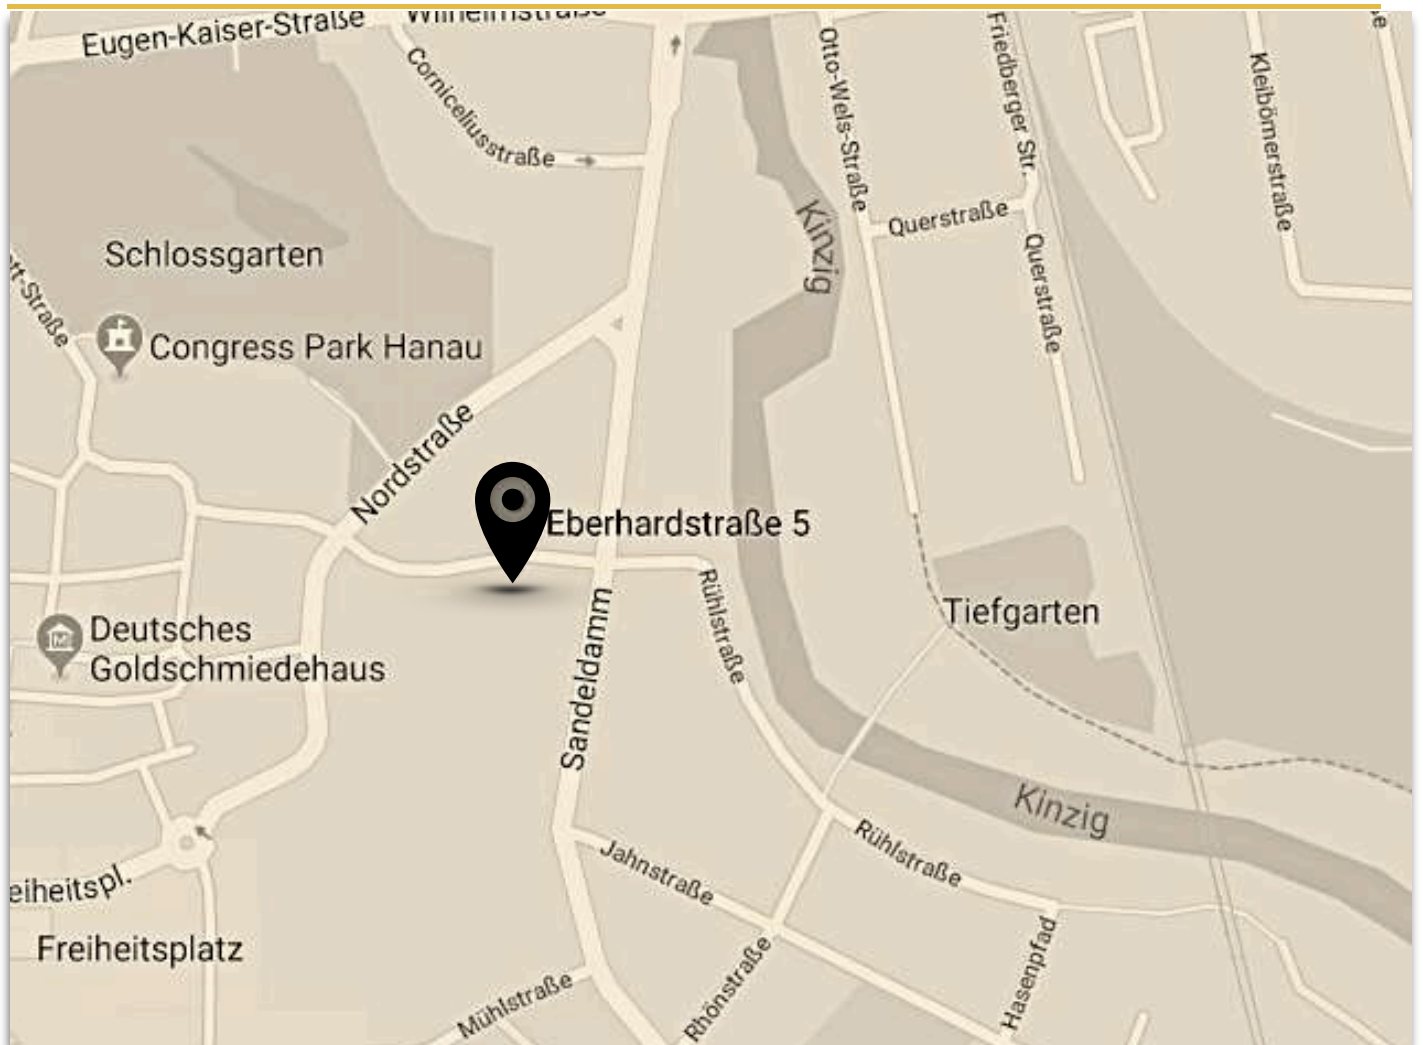 Eugen-Kaiser-Straße
Wilhelmstraße
Corniceliusstraße
Otto-Wels-Straße
Friedberger Str.
Kleibörnerstraße
Kinzig
Querstraße
Querstraße
Schlossgarten
Congress Park Hanau
Nordstraße
Eberhardstraße 5
Rühlstraße
Tiefgarten
Deutsches
Goldschmiedehaus
Sandeldamm
Kinzig
Rühlstraße
Jahnstraße
eiheitspl.
Freiheitsplatz
Hasenpfad
Rhönstraße
Mühlstraße